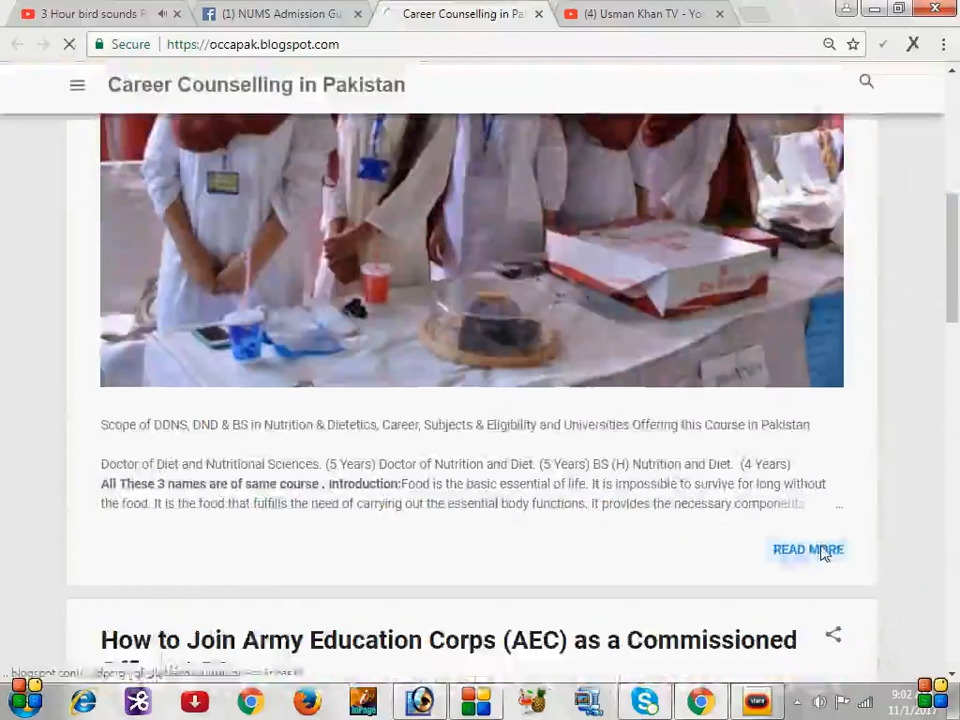 3 Hour bird sounds R
(1) NUMS Admission Gu
Career Counselling in Pa
(4) Usman Khan TV - Yo
Secure
https://occapak.blogspot.com
Career Counselling in Pakistan
Scope of DDNS, DND & BS in Nutrition & Dietetics, Career, Subjects & Eligibility and Universities Offering this Course in Pakistan
Doctor of Diet and Nutritional Sciences. (5 Years) Doctor of Nutrition and Diet. (5 Years) BS (H) Nutrition and Diet. (4 Years)
All These 3 names are of same course . Introduction:Food is the basic essential of life. It is impossible to survive for long without
the food. It is the food that fulfills the need of carrying out the essential body functions. It provides the necessary components ...
READ MORE
How to Join Army Education Corps (AEC) as a Commissioned
InPage
share
9:02
11/1/2017